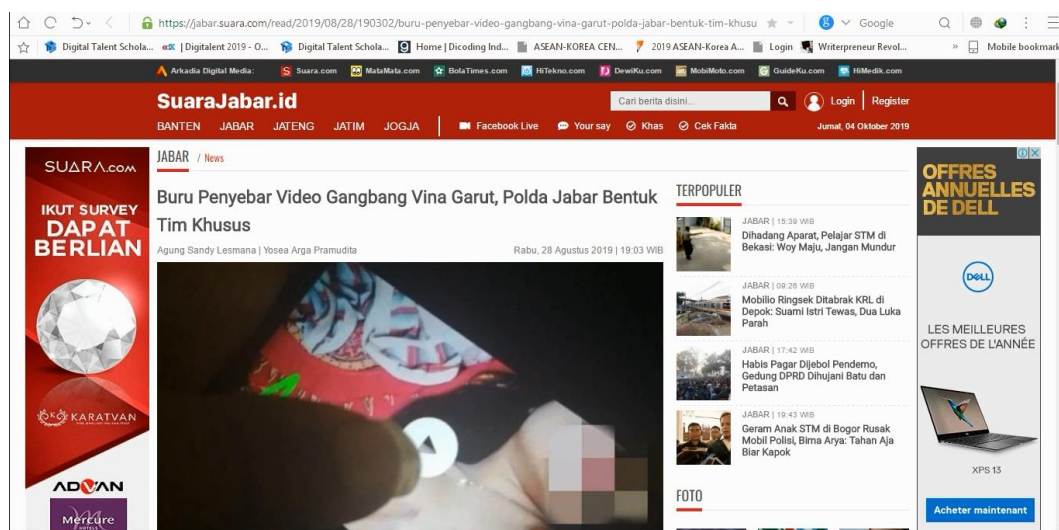 https://jabar.suara.com/read/2019/08/28/190302/buru-penyebar-video-gangbang-vina-garut-polda-jabar-bentuk-tim-khusu
Google
Digital Talent Schola...
|Digitalent 2019 - O...
Digital Talent Schola...
Home | Dicoding Ind...
ASEAN-KOREA CEN...
2019 ASEAN-Korea A...
Login
Writerpreneur Revol...
»
Mobile bookmark
Arkadia Digital Media:
Suara.com
MataMata.com
BolaTimes.com
HiTekno.com
DewiKu.com
MobiMoto.com
GuideKu.com
HiMedik.com
SuaraJabar.id
Cari berita disini...
Login | Register
BANTEN JABAR JATENG JATIM JOGJA
Facebook Live
Your say
Khas
Cek Fakta
Jumat, 04 Oktober 2019
SUARA.com
IKUT SURVEY
DAPAT
BERLIAN
KARATVAN
ADVAN
Mercure
HOTELS
JABAR / News
Buru Penyebar Video Gangbang Vina Garut, Polda Jabar Bentuk
Tim Khusus
Agung Sandy Lesmana | Yosea Arga Pramudita
Rabu, 28 Agustus 2019 | 19:03 WIB
TERPOPULER
JABAR | 15:39 WIB
Dihadang Aparat, Pelajar STM di
Bekasi: Woy Maju, Jangan Mundur
JABAR | 09:26 WIB
Mobilio Ringsek Ditabrak KRL di
Depok: Suami Istri Tewas, Dua Luka
Parah
JABAR | 17:42 WIB
Habis Pagar Dijebol Pendemo,
Gedung DPRD Dihujani Batu dan
Petasan
JABAR | 19:43 WIB
Geram Anak STM di Bogor Rusak
Mobil Polisi, Bima Arya: Tahan Aja
Biar Kapok
FOTO
OFFRES
ANNUELLES
DE DELL
DELL
LES MEILLEURES
OFFRES DE L'ANNÉE
XPS 13
Acheter maintenant